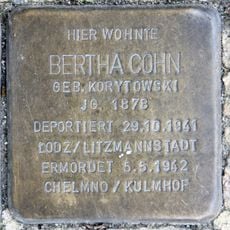 HIER WOHNTE
BERTHA COHN
GEB. KORYTOWSKI
JG. 1878
DEPORTIERT 29.10.1941
ŁODZ/LITZMANNSTADT
ERMORDET 5.5.1942
CHELMNO / KULMHOF